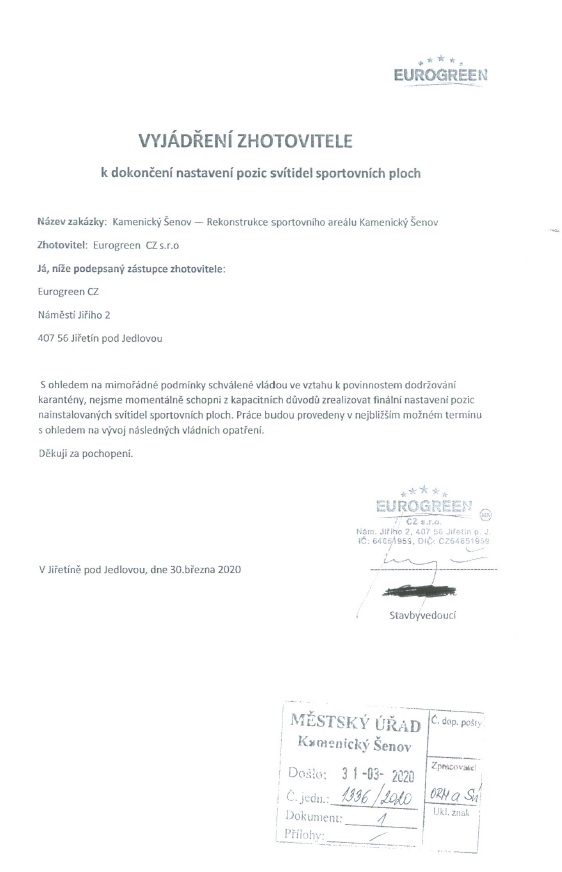 EUROGREEN
VYJÁDŘENÍ ZHOTOVITELE
k dokončení nastavení pozic svítidel sportovních ploch
Název zakázky: Kamenický Šenov — Rekonstrukce sportovního areálu Kamenický Šenov
Zhotovitel: Eurogreen CZ s.r.o
Já, níže podepsaný zástupce zhotovitele:
Eurogreen CZ
Náměstí Jiřího 2
407 56 Jiřetín pod Jedlovou
S ohledem na mimořádné podmínky schválené vládou ve vztahu k povinnostem dodržování
karantény, nejsme momentálně schopni z kapacitních důvodů zrealizovat finální nastavení pozic
nainstalovaných svítidel sportovních ploch. Práce budou provedeny v nejbližším možném termínu
s ohledem na vývoj následných vládních opatření.
Děkuji za pochopení.
EUROGREEN
CZ s.r.o.
Nám. Jiřího 2, 407 56 Jiřetín p. J.
IČ: 64651959, DIČ: CZ64651959
V Jiřetíně pod Jedlovou, dne 30.března 2020
Stavbyvedoucí
MĚSTSKÝ ÚŘAD
Kamenický Šenov
Č. dop. pošty
Došlo: 31-03-2020
Zpracovatel
Č. jedn.: 1336/2020
ORM a SÚ
Dokument: 1
Ukl. znak
Přílohy: /